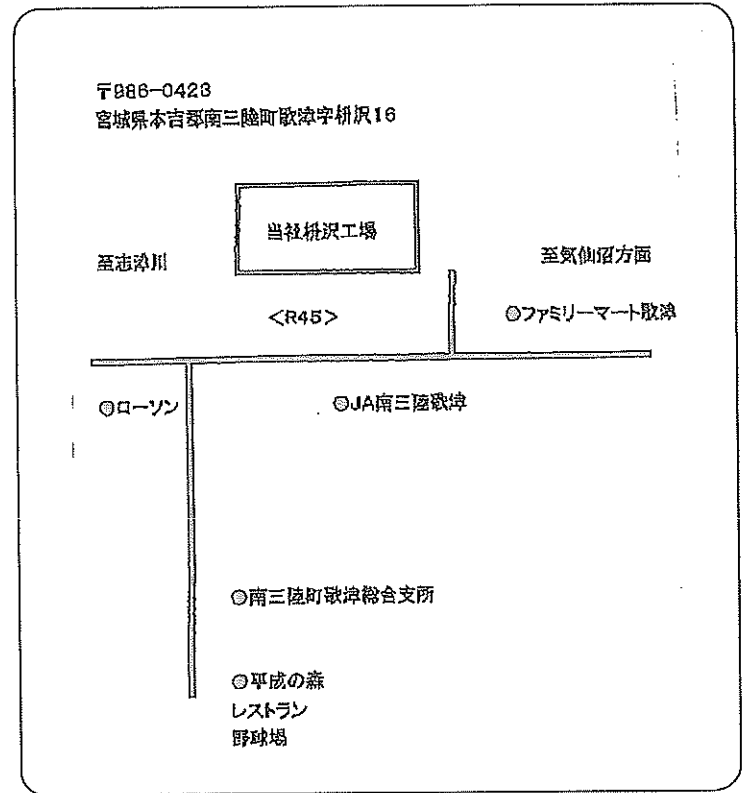 〒986-0423
宮城県本吉郡南三陸町歌津字枡沢16
当社枡沢工場
至志津川
至気仙沼方面
<R45>
◎ファミリーマート歌津
◎ローソン
◎JA南三陸歌津
◎南三陸町歌津総合支所
◎平成の森
レストラン
野球場